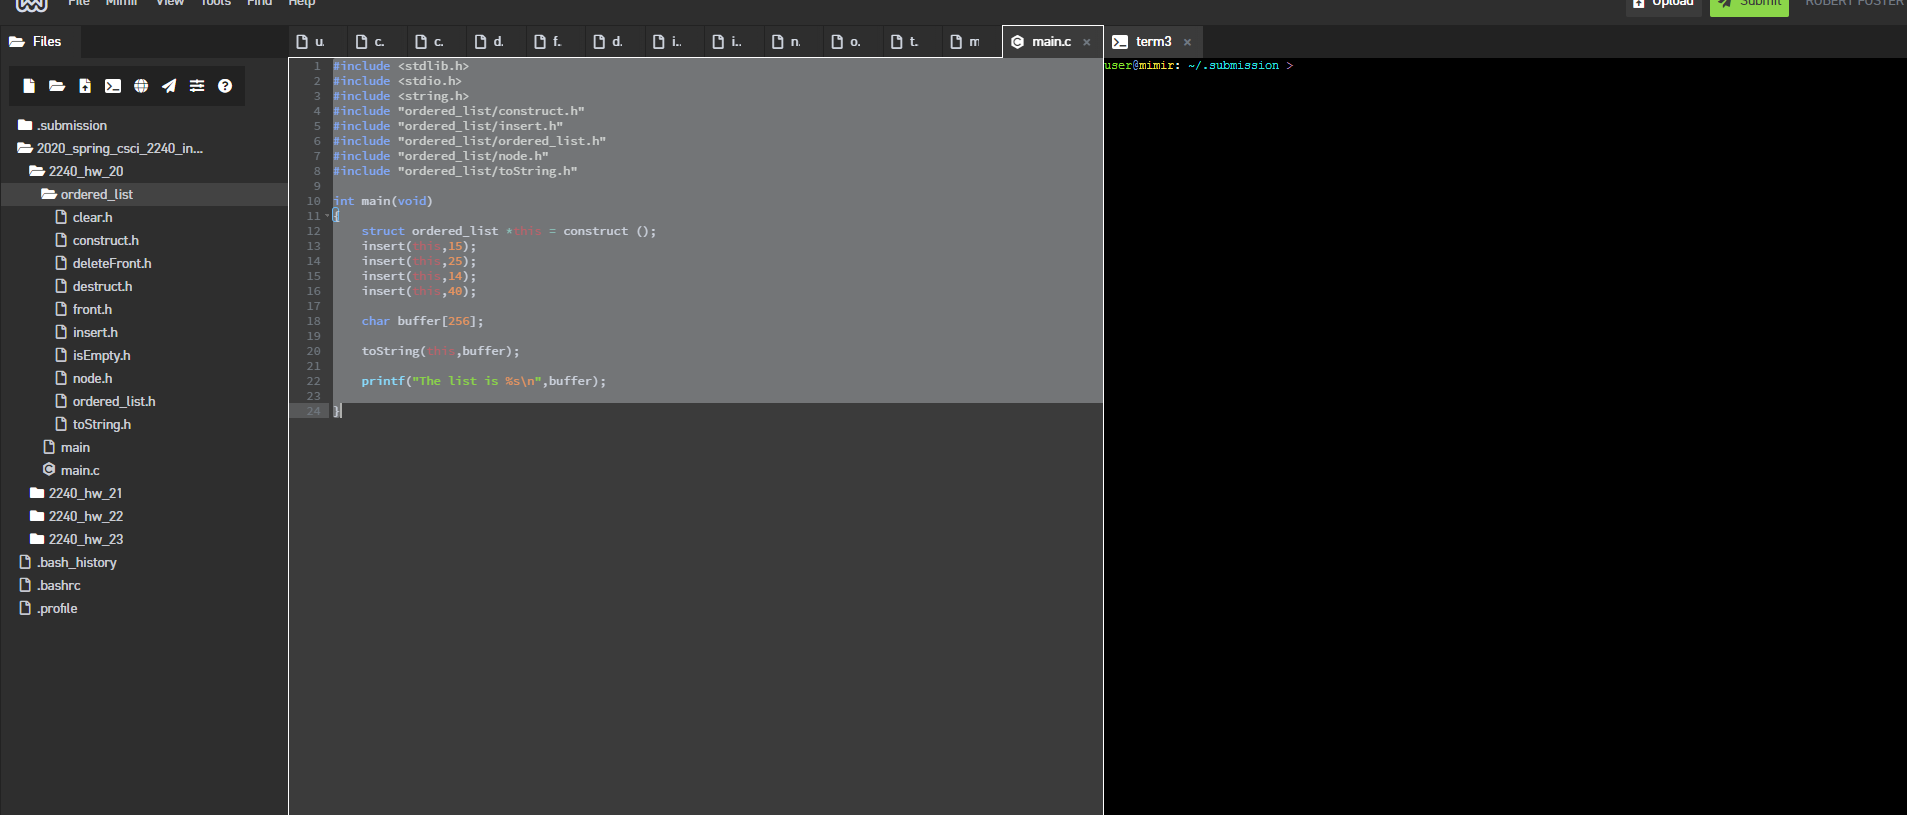 File Mimir View Tools Find Help
Upload Submit ROBERT FOSTER
Files
u. c. c. d. f. d. i.. i.. n. o. t. m main.c × term3 ×
.submission
2020_spring_csci_2240_in...
2240_hw_20
ordered_list
clear.h
construct.h
deleteFront.h
destruct.h
front.h
insert.h
isEmpty.h
node.h
ordered_list.h
toString.h
main
main.c
2240_hw_21
2240_hw_22
2240_hw_23
.bash_history
.bashrc
.profile
1 #include <stdlib.h>
2 #include <stdio.h>
3 #include <string.h>
4 #include "ordered_list/construct.h"
5 #include "ordered_list/insert.h"
6 #include "ordered_list/ordered_list.h"
7 #include "ordered_list/node.h"
8 #include "ordered_list/toString.h"
9
10 int main(void)
11 {
12 struct ordered_list *this = construct ();
13 insert(this,15);
14 insert(this,25);
15 insert(this,14);
16 insert(this,40);
17
18 char buffer[256];
19
20 toString(this,buffer);
21
22 printf("The list is %s\n",buffer);
23
24 }
user@mimir: ~/.submission >